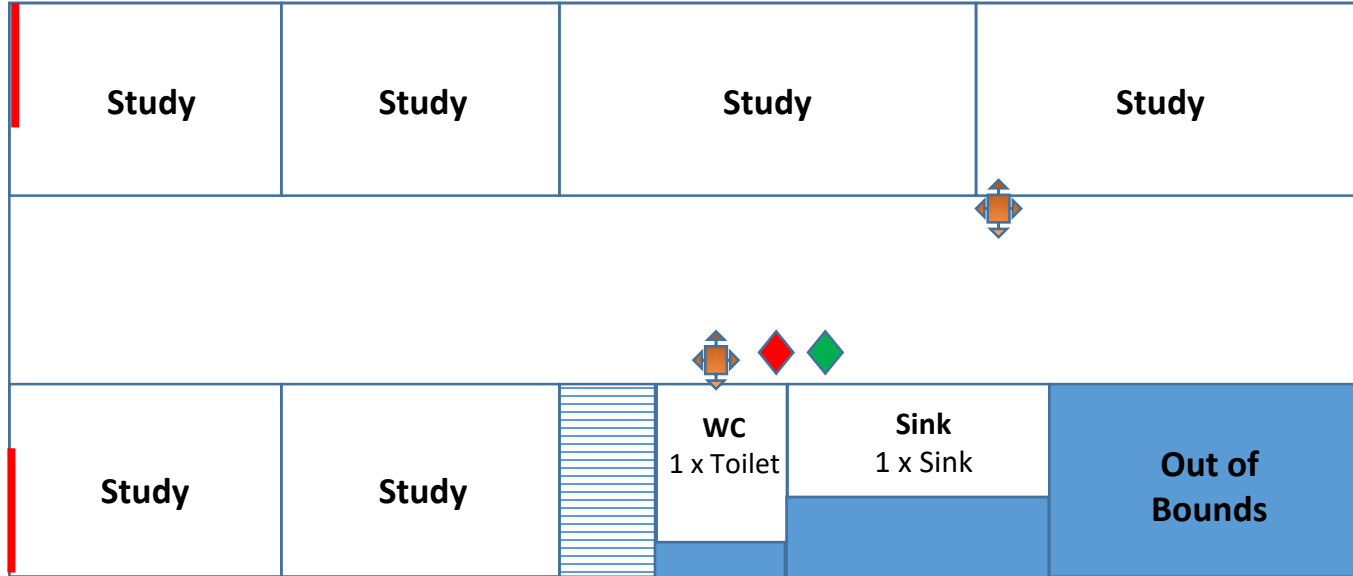 Study
Study
Study
Study
Study
Study
WC
1 x Toilet
Sink
1 x Sink
Out of
Bounds